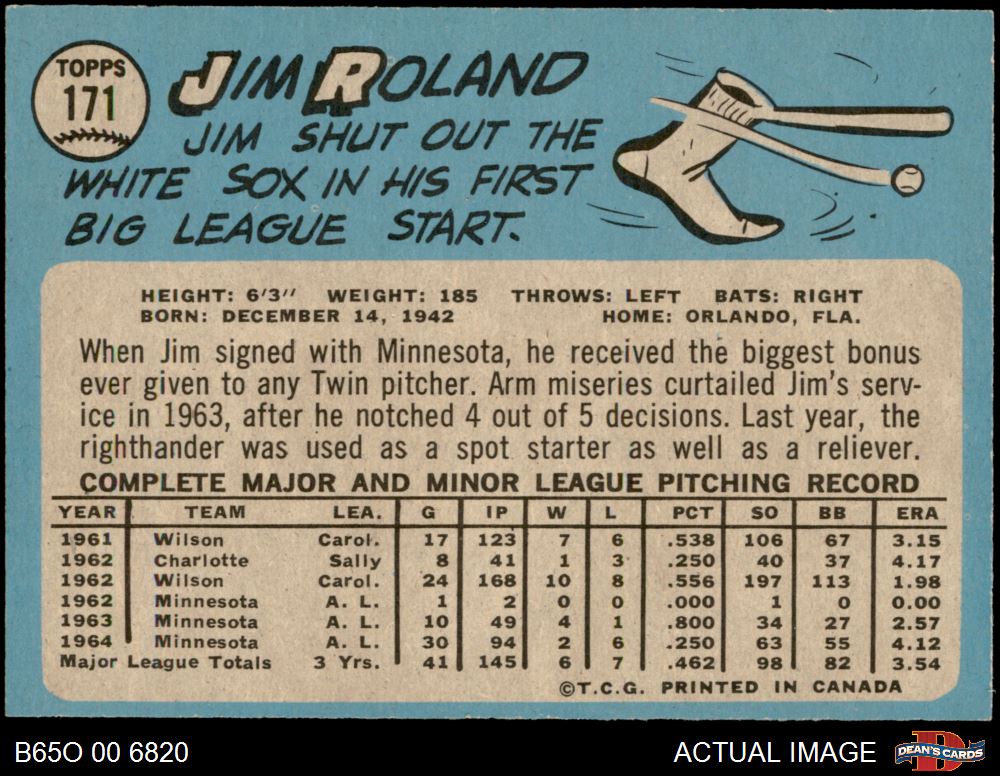 TOPPS
171
JIM ROLAND
JIM SHUT OUT THE
WHITE SOX IN HIS FIRST
BIG LEAGUE START.
HEIGHT: 6'3" WEIGHT: 185 THROWS: LEFT BATS: RIGHT
BORN: DECEMBER 14, 1942 HOME: ORLANDO, FLA.
When Jim signed with Minnesota, he received the biggest bonus
ever given to any Twin pitcher. Arm miseries curtailed Jim's serv-
ice in 1963, after he notched 4 out of 5 decisions. Last year, the
righthander was used as a spot starter as well as a reliever.
COMPLETE MAJOR AND MINOR LEAGUE PITCHING RECORD
YEAR TEAM LEA. G IP W L PCT SO BB ERA
1961 Wilson Carol. 17 123 7 6 .538 106 67 3.15
1962 Charlotte Sally 8 41 1 3 .250 40 37 4.17
1962 Wilson Carol. 24 168 10 8 .556 197 113 1.98
1962 Minnesota A. L. 1 2 0 0 .000 1 0 0.00
1963 Minnesota A. L. 10 49 4 1 .800 34 27 2.57
1964 Minnesota A. L. 30 94 2 6 .250 63 55 4.12
Major League Totals 3 Yrs. 41 145 6 7 .462 98 82 3.54
©T.C.G. PRINTED IN CANADA
B65O 00 6820 ACTUAL IMAGE DEAN'S CARDS